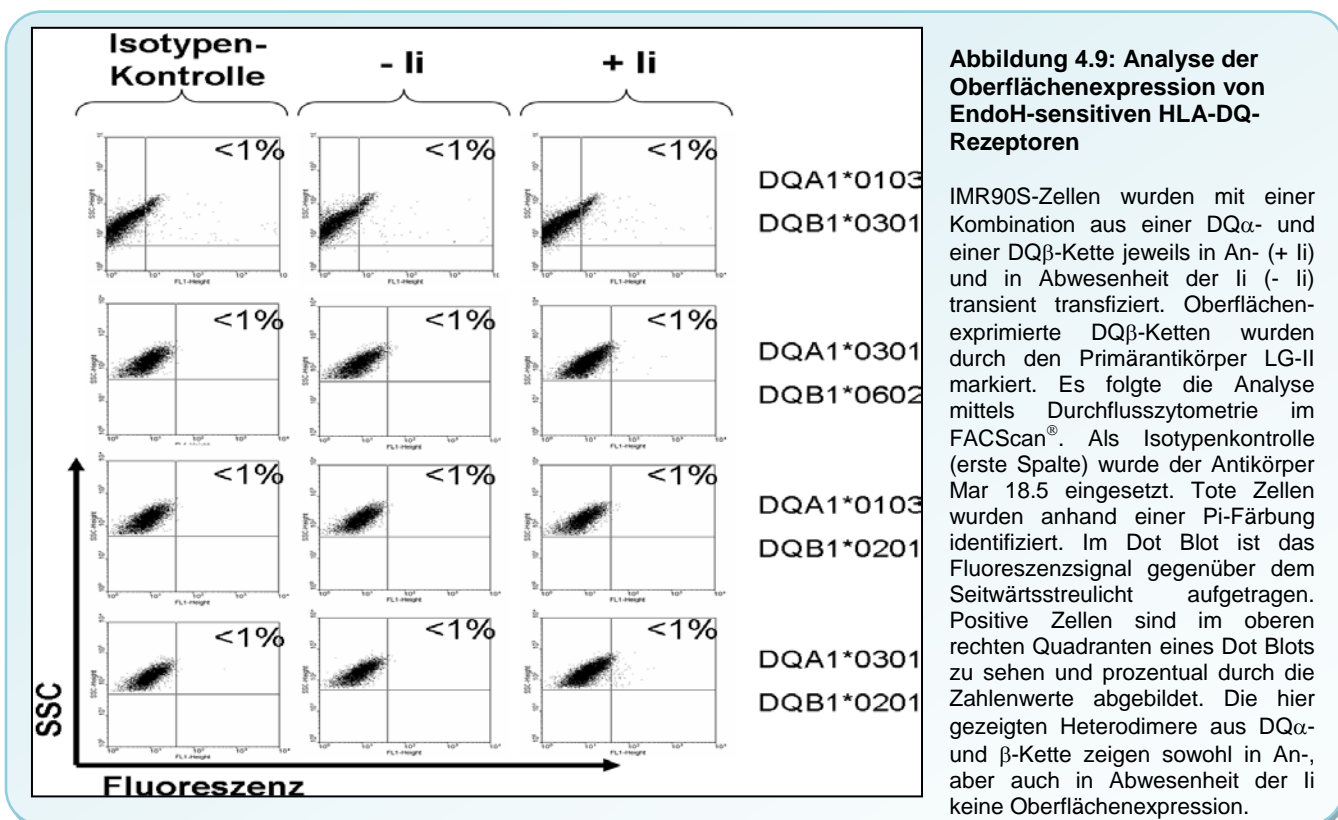 Isotypen-
Kontrolle
- Ii
+ Ii
<1%
<1%
<1%
DQA1*0103
DQB1*0301
<1%
<1%
<1%
DQA1*0301
DQB1*0602
<1%
<1%
<1%
DQA1*0103
DQB1*0201
<1%
<1%
<1%
DQA1*0301
DQB1*0201
SSC
Fluoreszenz
Abbildung 4.9: Analyse der
Oberflächenexpression von
EndoH-sensitiven HLA-DQ-
Rezeptoren
IMR90S-Zellen wurden mit einer
Kombination aus einer DQα- und
einer DQβ-Kette jeweils in An- (+ Ii)
und in Abwesenheit der Ii (- Ii)
transient transfiziert. Oberflächen-
exprimierte DQβ-Ketten wurden
durch den Primärantikörper LG-II
markiert. Es folgte die Analyse
mittels Durchflusszytometrie im
FACScan®. Als Isotypenkontrolle
(erste Spalte) wurde der Antikörper
Mar 18.5 eingesetzt. Tote Zellen
wurden anhand einer Pi-Färbung
identifiziert. Im Dot Blot ist das
Fluoreszenzsignal gegenüber dem
Seitwärtsstreulicht aufgetragen.
Positive Zellen sind im oberen
rechten Quadranten eines Dot Blots
zu sehen und prozentual durch die
Zahlenwerte abgebildet. Die hier
gezeigten Heterodimere aus DQα-
und β-Kette zeigen sowohl in An-,
aber auch in Abwesenheit der Ii
keine Oberflächenexpression.